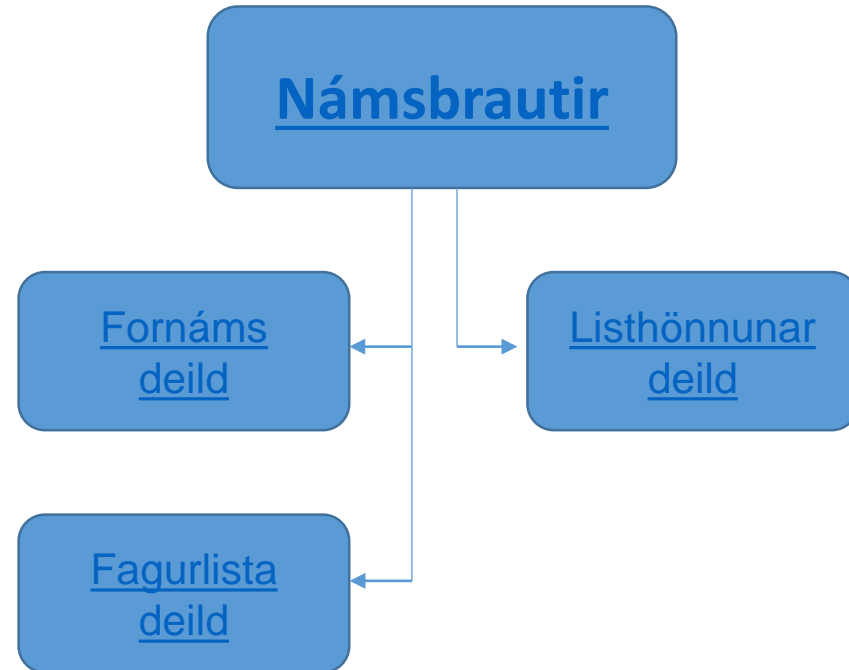 Námsbrautir
Fornáms
deild
Listhönnunar
deild
Fagurlista
deild